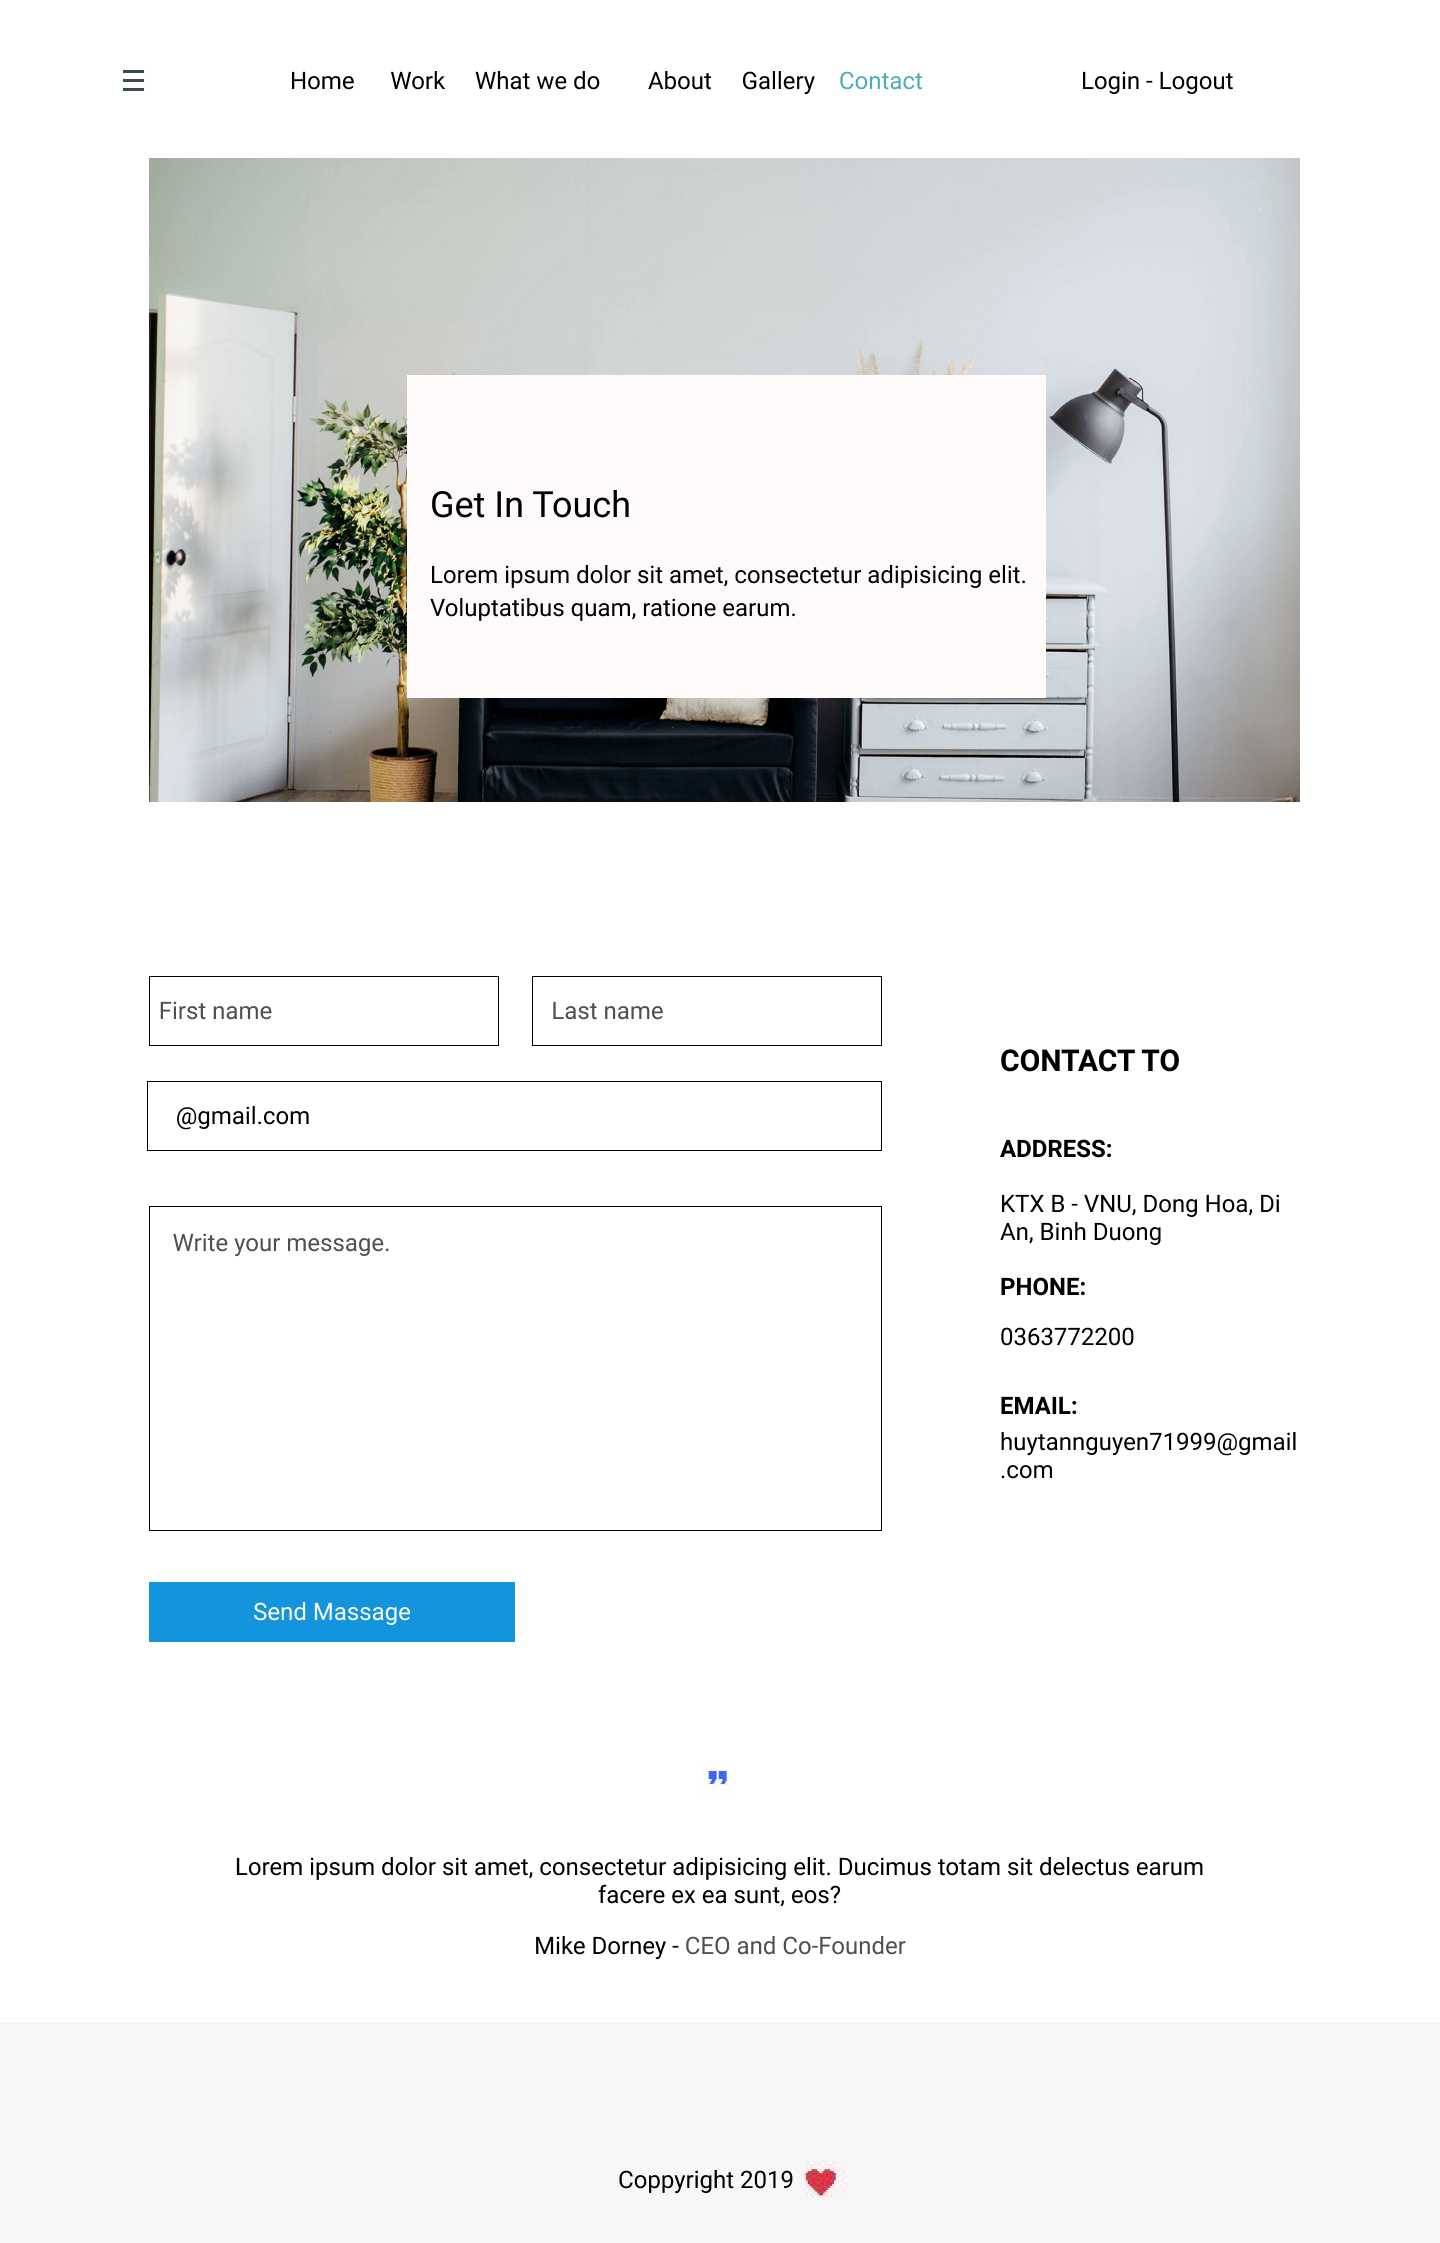 Home Work What we do About Gallery Contact Login - Logout
Get In Touch
Lorem ipsum dolor sit amet, consectetur adipisicing elit.
Voluptatibus quam, ratione earum.
First name
Last name
@gmail.com
Write your message.
Send Massage
CONTACT TO
ADDRESS:
KTX B - VNU, Dong Hoa, Di
An, Binh Duong
PHONE:
0363772200
EMAIL:
huytannguyen71999@gmail
.com
"
Lorem ipsum dolor sit amet, consectetur adipisicing elit. Ducimus totam sit delectus earum
facere ex ea sunt, eos?
Mike Dorney - CEO and Co-Founder
Coppyright 2019